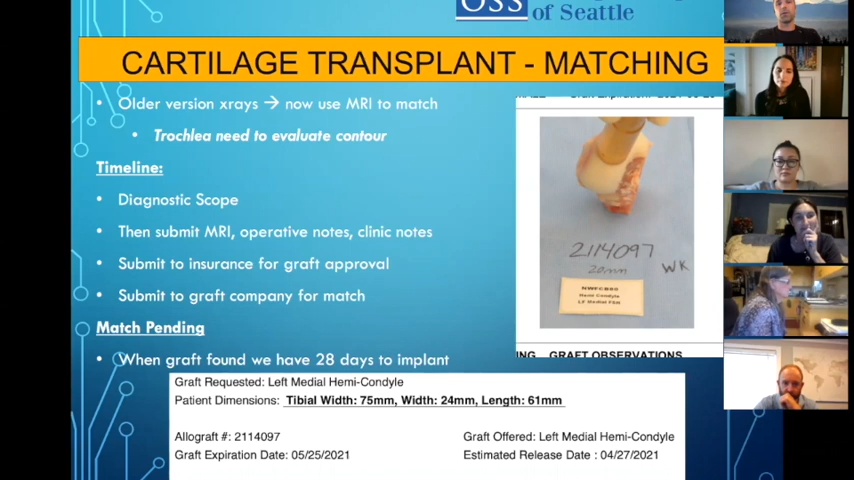 OSS
of Seattle
CARTILAGE TRANSPLANT - MATCHING
• Older version xrays → now use MRI to match
• Trochlea need to evaluate contour
Timeline:
• Diagnostic Scope
• Then submit MRI, operative notes, clinic notes
• Submit to insurance for graft approval
• Submit to graft company for match
Match Pending
• When graft found we have 28 days to implant
2114097
20mm
WK
Hemi Condyle
GRAFT OBSERVATIONS
Graft Requested: Left Medial Hemi-Condyle
Patient Dimensions: Tibial Width: 75mm, Width: 24mm, Length: 61mm
Allograft #: 2114097
Graft Offered: Left Medial Hemi-Condyle
Graft Expiration Date: 05/25/2021
Estimated Release Date : 04/27/2021